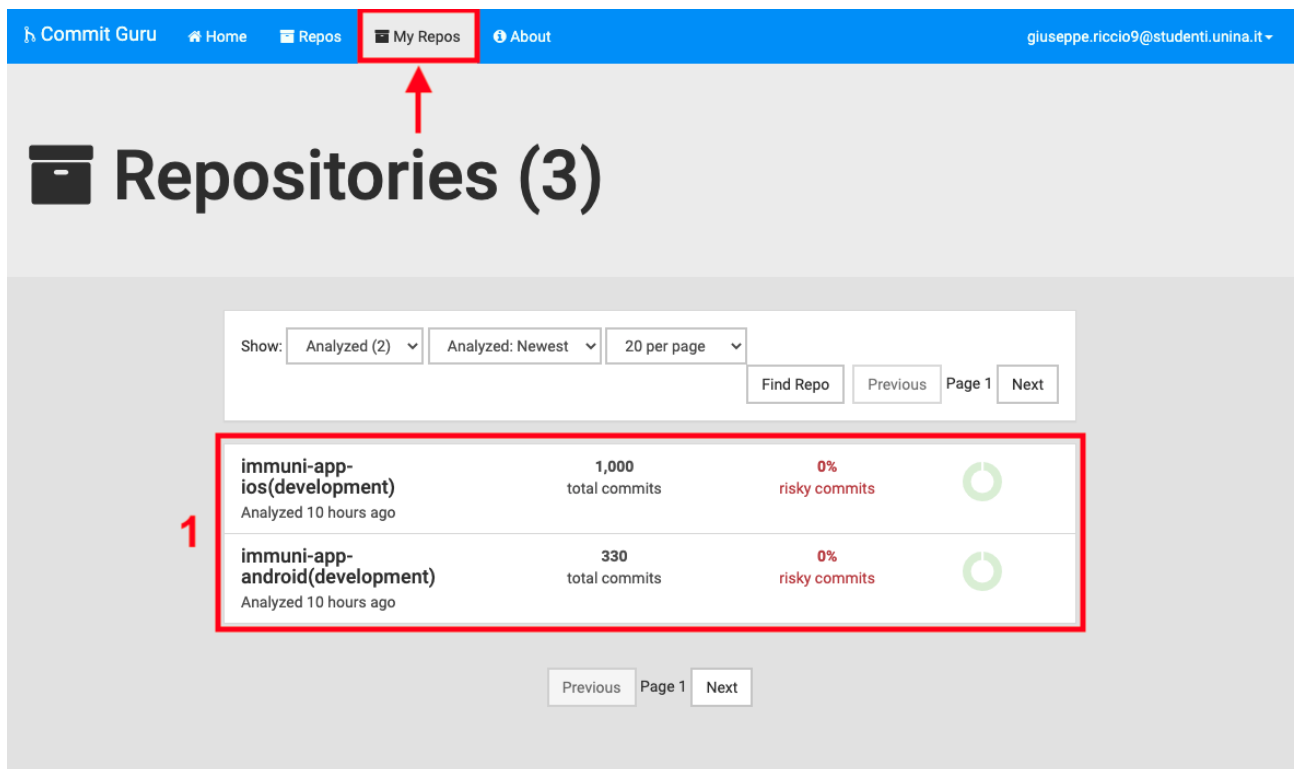 Commit Guru Home Repos My Repos About giuseppe.riccio9@studenti.unina.it
Repositories (3)
Show: Analyzed (2) Analyzed: Newest 20 per page
Find Repo Previous Page 1 Next
immuni-app-
ios(development)
Analyzed 10 hours ago
1,000
total commits
0%
risky commits
1
immuni-app-
android(development)
Analyzed 10 hours ago
330
total commits
0%
risky commits
Previous Page 1 Next